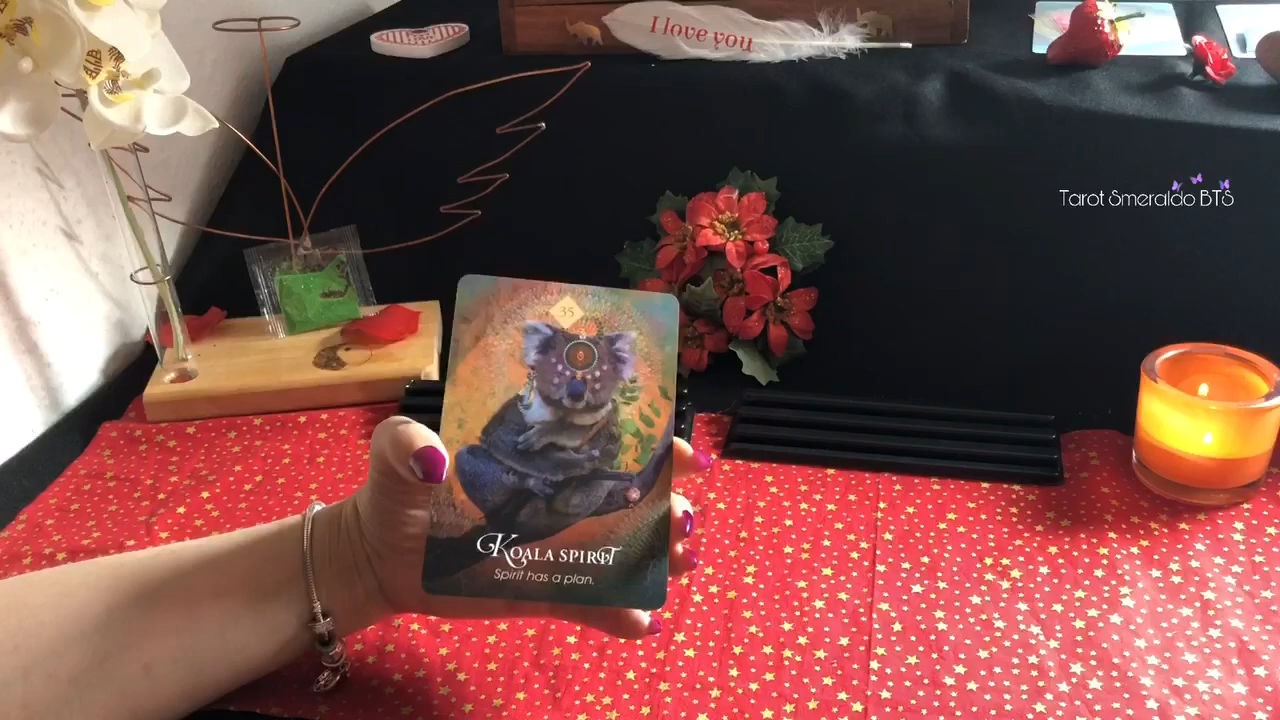 I love you
Tarot Smeraldo BTS
35
KOALA SPIRIT
Spirit has a plan.